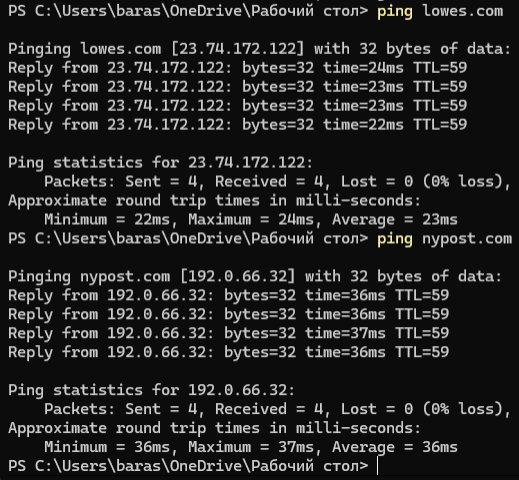 PS C:\Users\baras\OneDrive\Рабочий стол> ping lowes.com
Pinging lowes.com [23.74.172.122] with 32 bytes of data:
Reply from 23.74.172.122: bytes=32 time=24ms TTL=59
Reply from 23.74.172.122: bytes=32 time=23ms TTL=59
Reply from 23.74.172.122: bytes=32 time=23ms TTL=59
Reply from 23.74.172.122: bytes=32 time=22ms TTL=59
Ping statistics for 23.74.172.122:
    Packets: Sent = 4, Received = 4, Lost = 0 (0% loss),
Approximate round trip times in milli-seconds:
    Minimum = 22ms, Maximum = 24ms, Average = 23ms
PS C:\Users\baras\OneDrive\Рабочий стол> ping nypost.com
Pinging nypost.com [192.0.66.32] with 32 bytes of data:
Reply from 192.0.66.32: bytes=32 time=36ms TTL=59
Reply from 192.0.66.32: bytes=32 time=36ms TTL=59
Reply from 192.0.66.32: bytes=32 time=37ms TTL=59
Reply from 192.0.66.32: bytes=32 time=36ms TTL=59
Ping statistics for 192.0.66.32:
    Packets: Sent = 4, Received = 4, Lost = 0 (0% loss),
Approximate round trip times in milli-seconds:
    Minimum = 36ms, Maximum = 37ms, Average = 36ms
PS C:\Users\baras\OneDrive\Рабочий стол>